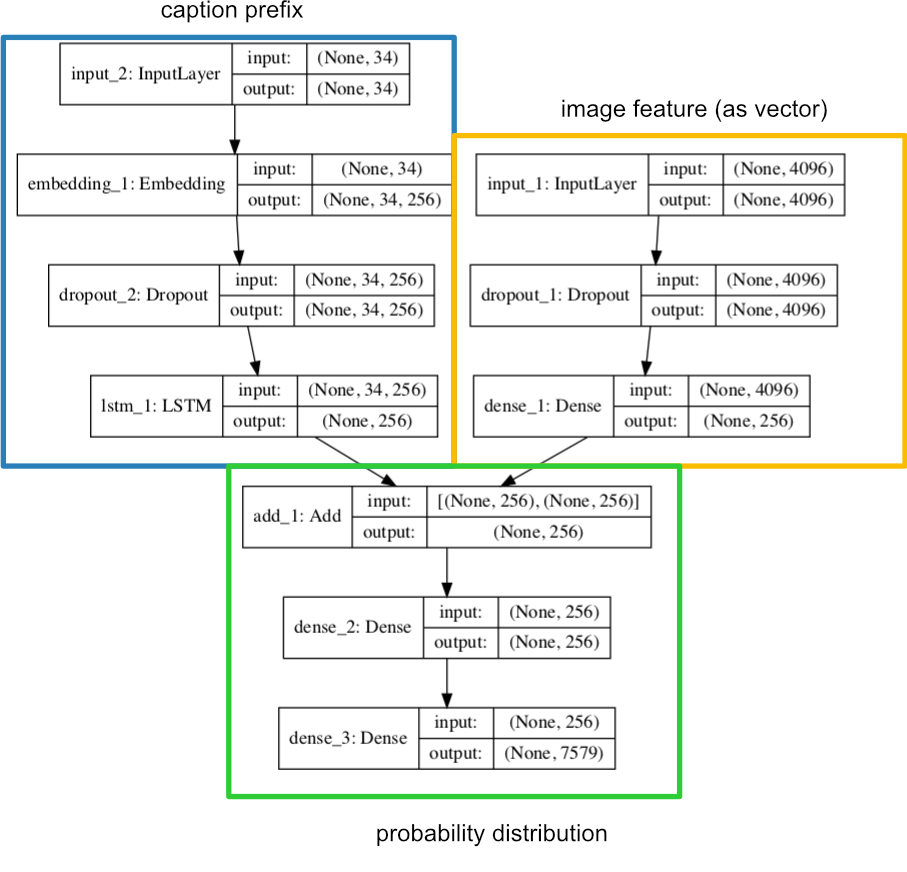 caption prefix
input_2: InputLayer
input: (None, 34)
output: (None, 34)
embedding_1: Embedding
input: (None, 34)
output: (None, 34, 256)
dropout_2: Dropout
input: (None, 34, 256)
output: (None, 34, 256)
lstm_1: LSTM
input: (None, 34, 256)
output: (None, 256)
image feature (as vector)
input_1: InputLayer
input: (None, 4096)
output: (None, 4096)
dropout_1: Dropout
input: (None, 4096)
output: (None, 4096)
dense_1: Dense
input: (None, 4096)
output: (None, 256)
add_1: Add
input: [(None, 256), (None, 256)]
output: (None, 256)
dense_2: Dense
input: (None, 256)
output: (None, 256)
dense_3: Dense
input: (None, 256)
output: (None, 7579)
probability distribution